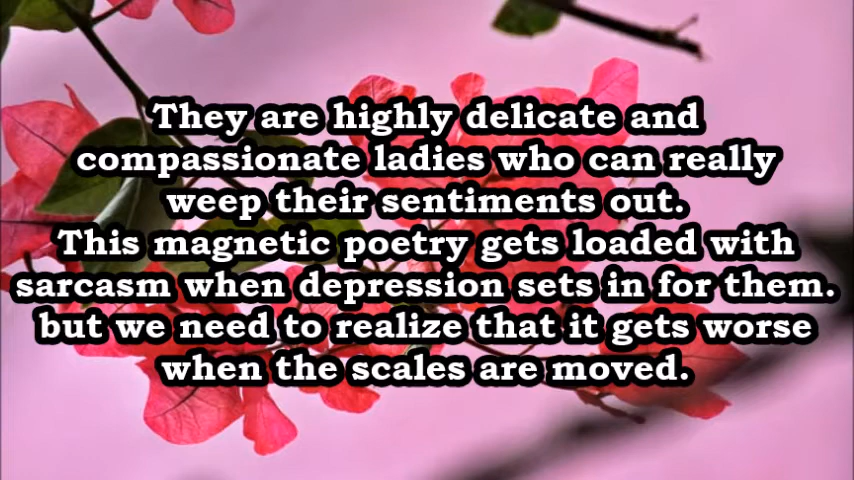 They are highly delicate and
compassionate ladies who can really
weep their sentiments out.
This magnetic poetry gets loaded with
sarcasm when depression sets in for them.
but we need to realize that it gets worse
when the scales are moved.